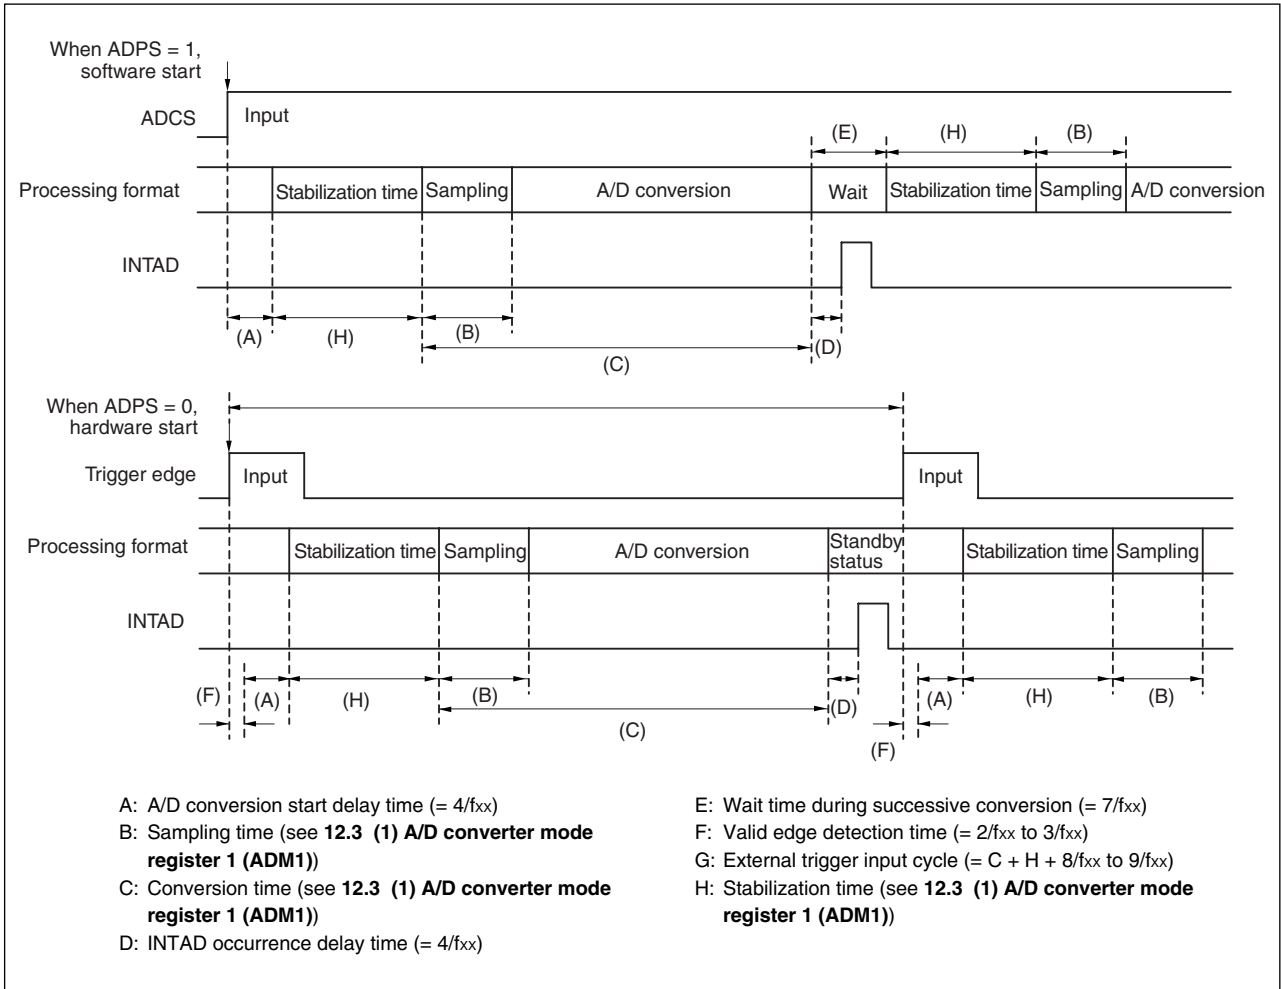 When ADPS = 1,
software start
ADCS
Input
(E)
(H)
(B)
Processing format
Stabilization time
Sampling
A/D conversion
Wait
Stabilization time
Sampling
A/D conversion
INTAD
(A)
(H)
(B)
(D)
(C)
When ADPS = 0,
hardware start
Trigger edge
Input
Input
Processing format
Stabilization time
Sampling
A/D conversion
Standby
status
Stabilization time
Sampling
INTAD
(F)
(A)
(H)
(B)
(D)
(A)
(H)
(B)
(C)
(F)
A: A/D conversion start delay time (= 4/fxx)
B: Sampling time (see 12.3 (1) A/D converter mode
register 1 (ADM1))
C: Conversion time (see 12.3 (1) A/D converter mode
register 1 (ADM1))
D: INTAD occurrence delay time (= 4/fxx)
E: Wait time during successive conversion (= 7/fxx)
F: Valid edge detection time (= 2/fxx to 3/fxx)
G: External trigger input cycle (= C + H + 8/fxx to 9/fxx)
H: Stabilization time (see 12.3 (1) A/D converter mode
register 1 (ADM1))